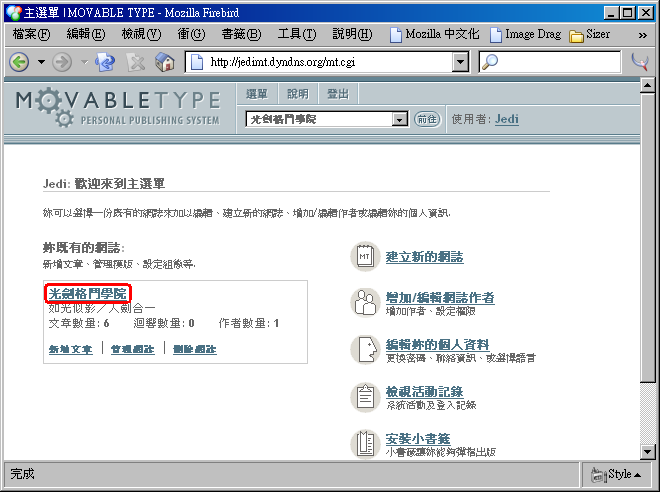 主選單 | MOVABLE TYPE - Mozilla Firebird
檔案(F) 編輯(E) 檢視(V) 衝(G) 書籤(B) 工具(T) 說明(H) Mozilla 中文化 Image Drag Sizer »
http://jedimt.dyndns.org/mt.cgi
MOVABLETYPE
PERSONAL PUBLISHING SYSTEM
選單 說明 登出
光劍格鬥學院 前往 使用者: Jedi
Jedi: 歡迎來到主選單
妳可以選擇一份既有的網誌來加以編輯、建立新的網誌、增加/編輯作者或編輯妳的個人資訊.
妳既有的網誌:
新增文章、管理模版、設定組態等.
光劍格鬥學院
如光似影／人劍合一
文章數量: 6 迴響數量: 0 作者數量: 1
新增文章 管理網誌 刪除網誌
MT
建立新的網誌
增加/編輯網誌作者
增加作者、設定權限
編輯妳的個人資料
更換密碼、聯絡資訊、或選擇語言
檢視活動記錄
系統活動及登入記錄
安裝小書籤
小書籤讓妳能夠彈指出版
完成 Style